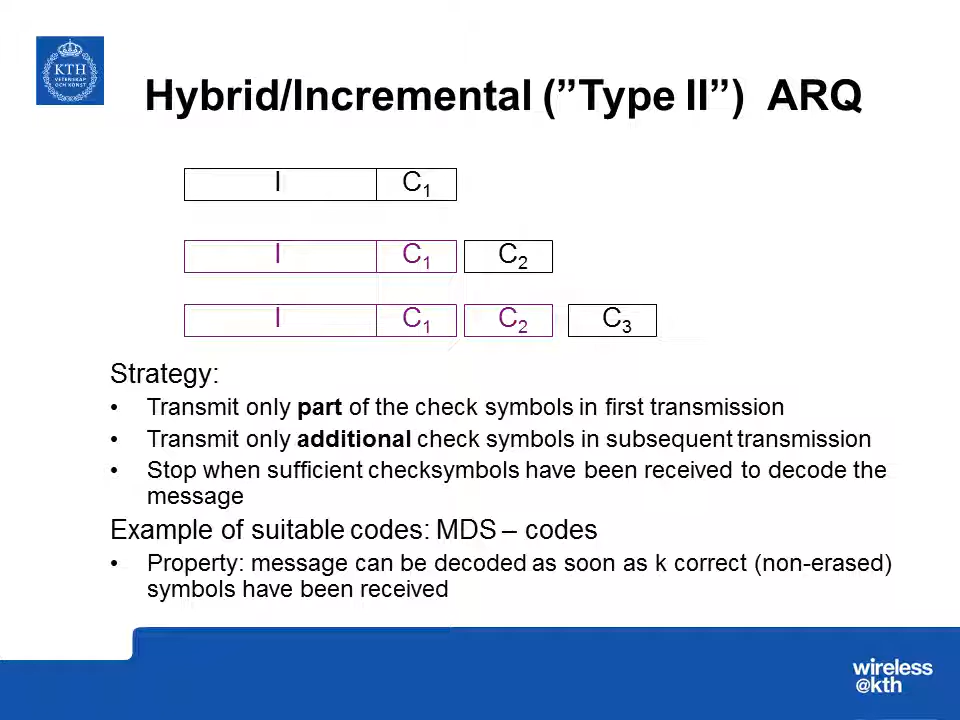 KTH
VETENSKAP
OCH KONST
Hybrid/Incremental (”Type II”) ARQ
I C₁
I C₁ C₂
I C₁ C₂ C₃
Strategy:
• Transmit only part of the check symbols in first transmission
• Transmit only additional check symbols in subsequent transmission
• Stop when sufficient checksymbols have been received to decode the
message
Example of suitable codes: MDS – codes
• Property: message can be decoded as soon as k correct (non-erased)
symbols have been received
wireless
@kth